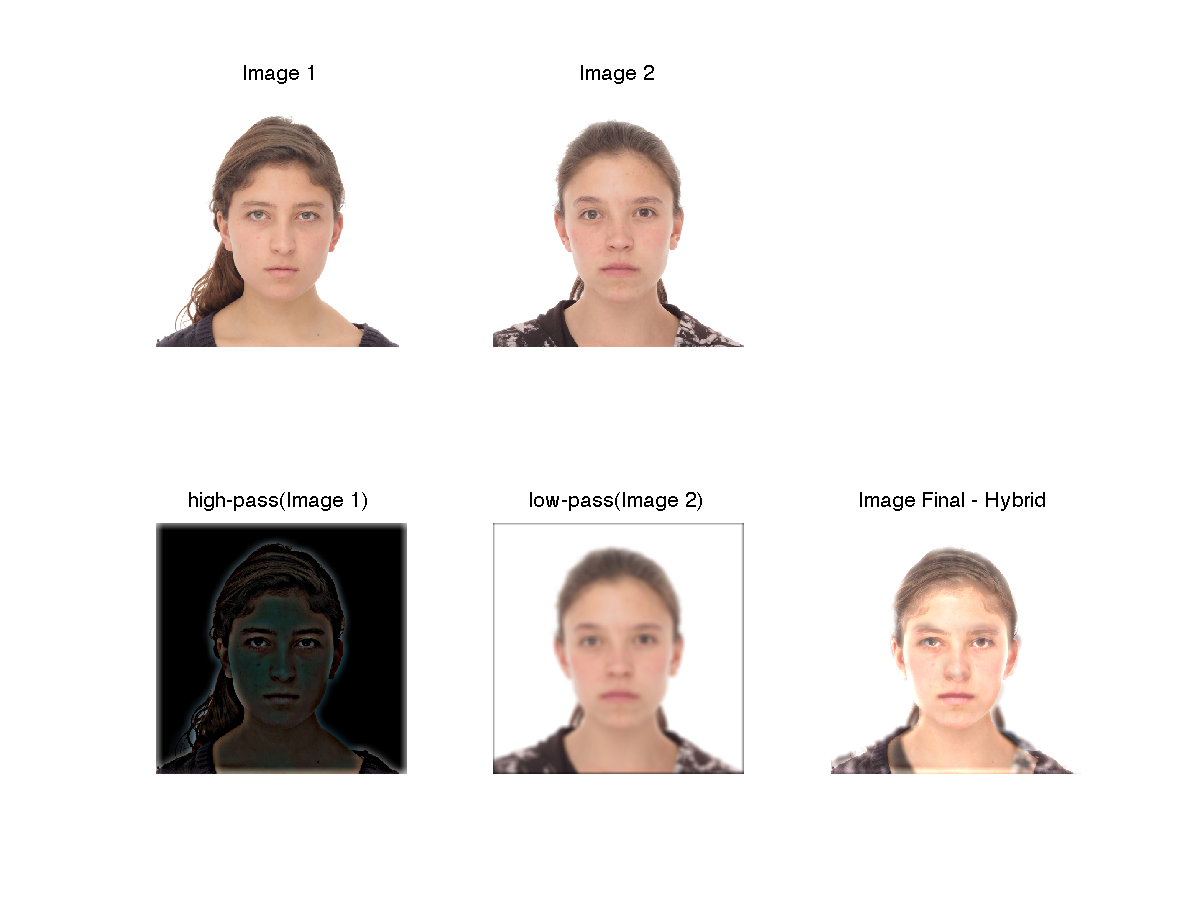 Image 1
Image 2
high-pass(Image 1)
low-pass(Image 2)
Image Final - Hybrid